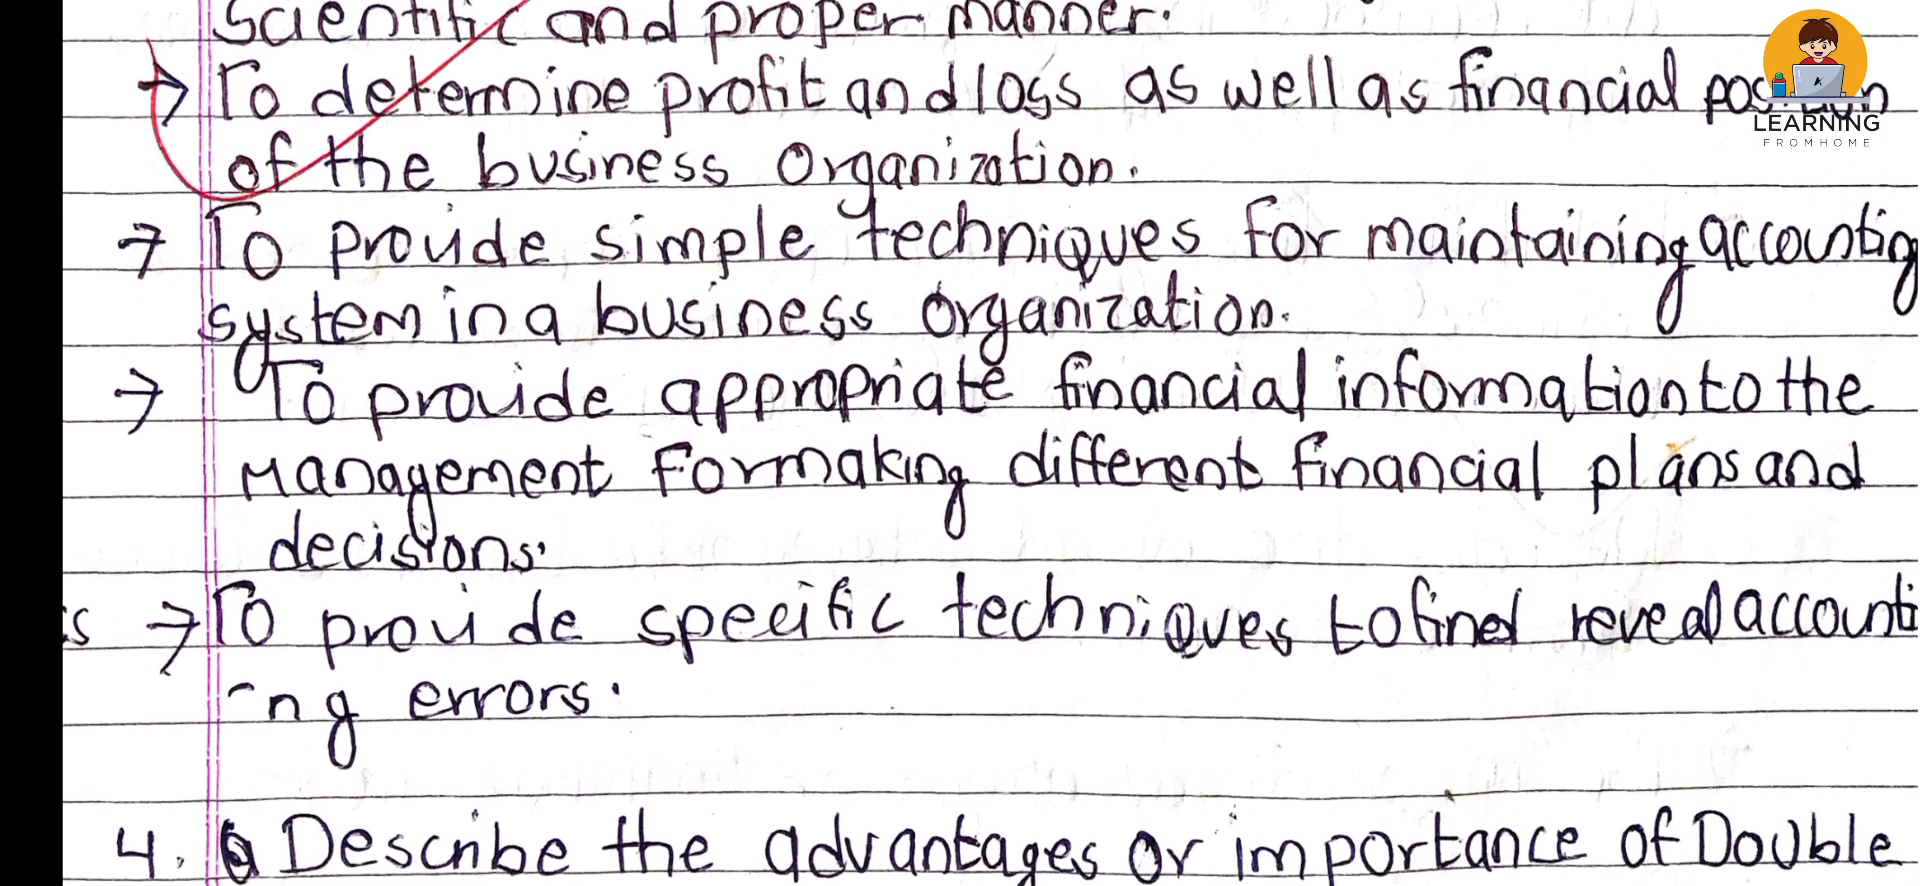 Scientific and proper manner.
→ To determine profit and loss as well as financial position
of the business Organization.
→ To provide simple techniques for maintaining accounting
system in a business organization.
→ To provide appropriate financial information to the
Management for making different financial plans and
decisions.
is → To provide specific techniques to find reveal accounti
-ng errors.
4. Describe the advantages or importance of Double
LEARNING
FROMHOME